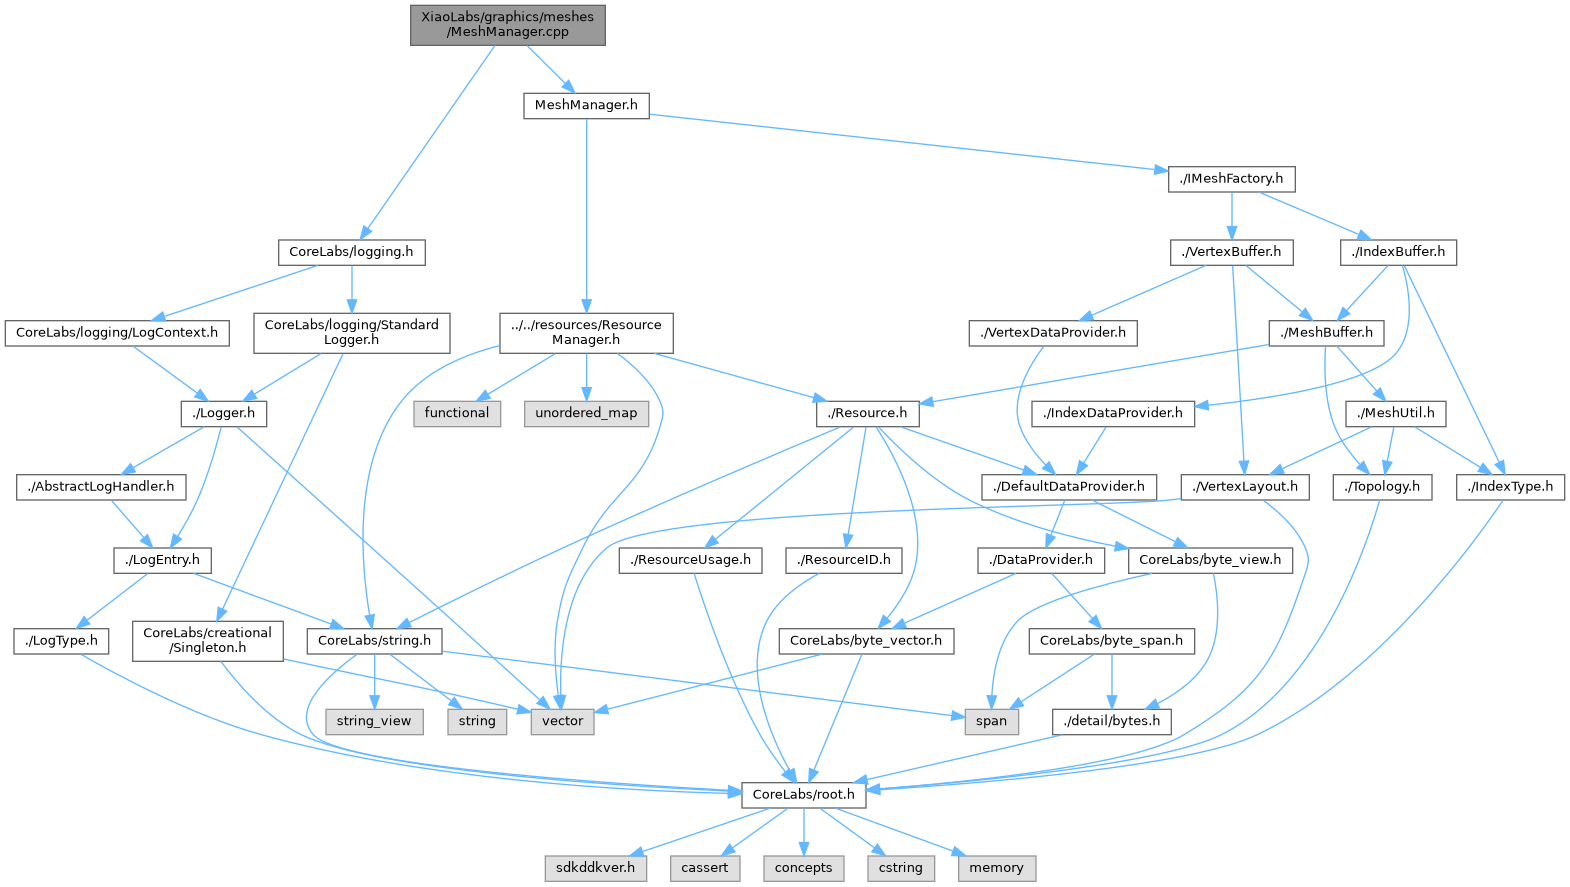 XiaoLabs/graphics/meshes
/MeshManager.cpp
MeshManager.h
./IMeshFactory.h
CoreLabs/logging.h
./VertexBuffer.h
./IndexBuffer.h
CoreLabs/logging/LogContext.h
CoreLabs/logging/Standard
Logger.h
../../resources/Resource
Manager.h
./VertexDataProvider.h
./MeshBuffer.h
./Logger.h
functional
unordered_map
./Resource.h
./IndexDataProvider.h
./MeshUtil.h
./AbstractLogHandler.h
./DefaultDataProvider.h
./VertexLayout.h
./Topology.h
./IndexType.h
./LogEntry.h
./ResourceUsage.h
./ResourceID.h
./DataProvider.h
CoreLabs/byte_view.h
./LogType.h
CoreLabs/creational
/Singleton.h
CoreLabs/string.h
CoreLabs/byte_vector.h
CoreLabs/byte_span.h
string_view
string
vector
span
./detail/bytes.h
CoreLabs/root.h
sdkddkver.h
cassert
concepts
cstring
memory